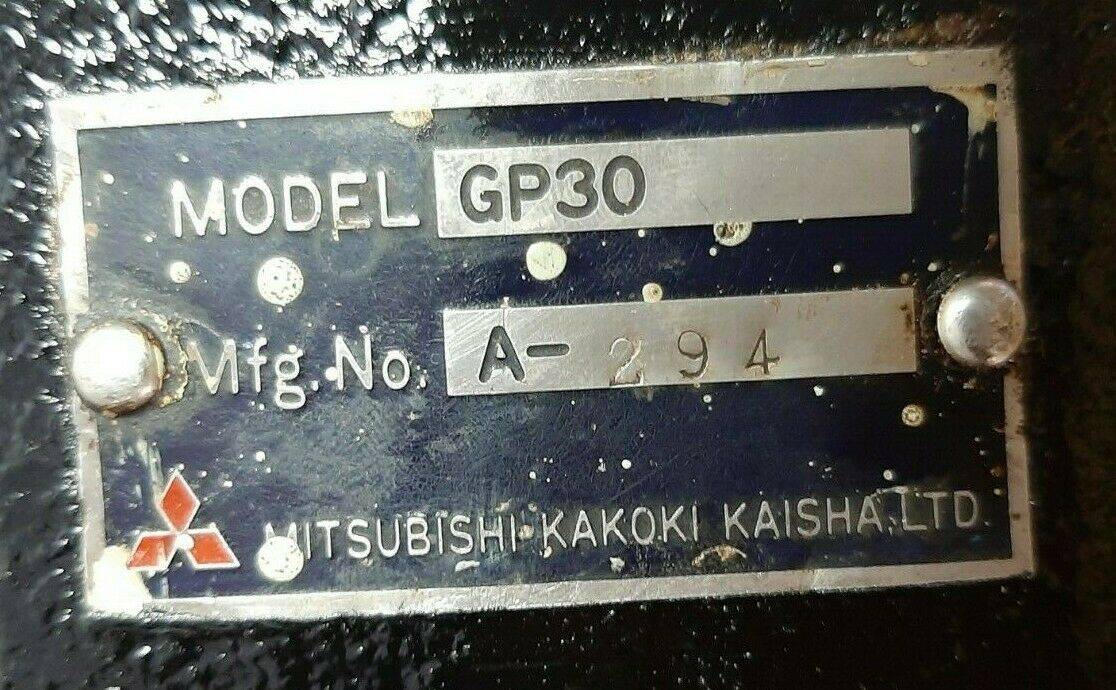 MODEL GP30
Mfg. No. A- 294
MITSUBISHI KAKOKI KAISHA, LTD.